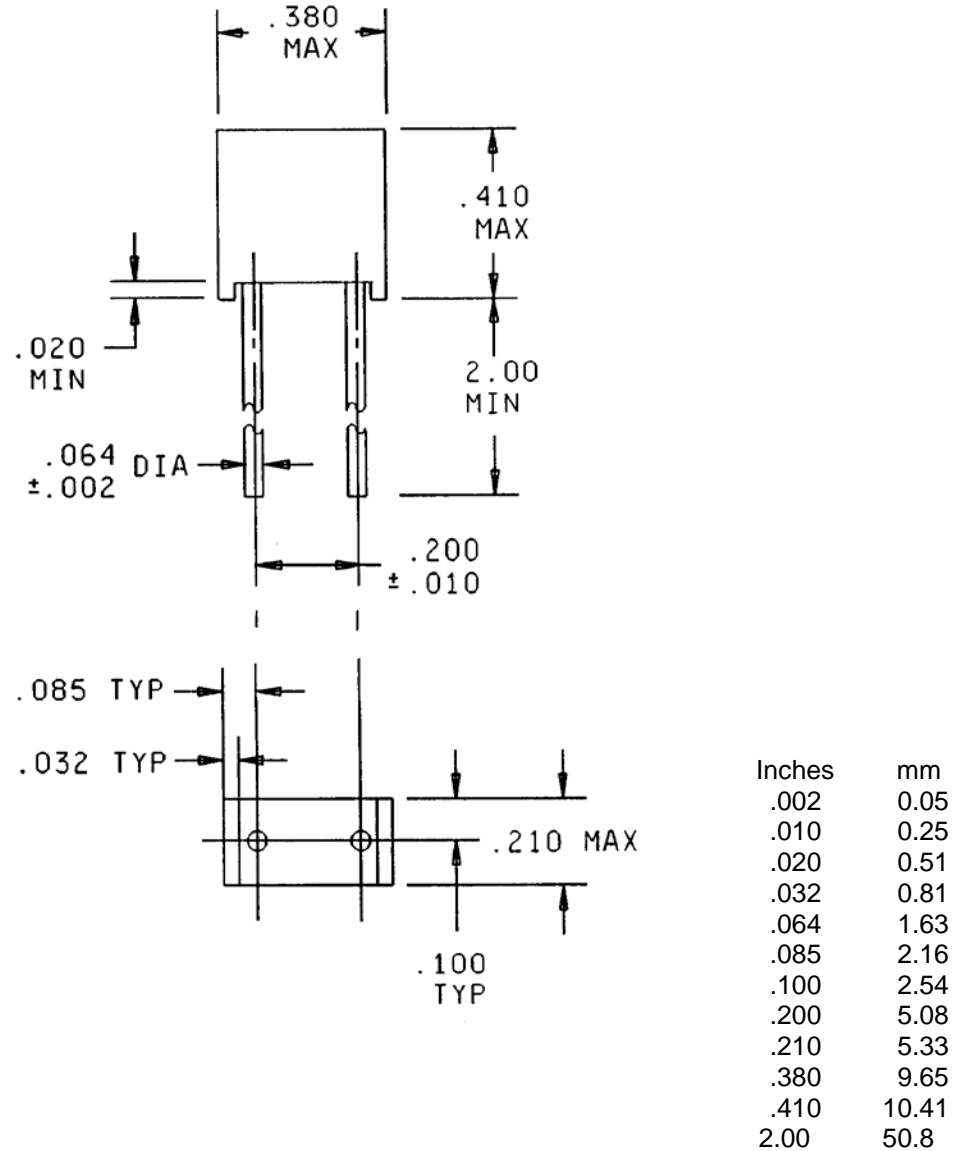 .380
MAX
.410
MAX
.020
MIN
2.00
MIN
.064 DIA
±.002
.200
±.010
.085 TYP
.032 TYP
.210 MAX
.100
TYP
Inches mm
.002 0.05
.010 0.25
.020 0.51
.032 0.81
.064 1.63
.085 2.16
.100 2.54
.200 5.08
.210 5.33
.380 9.65
.410 10.41
2.00 50.8